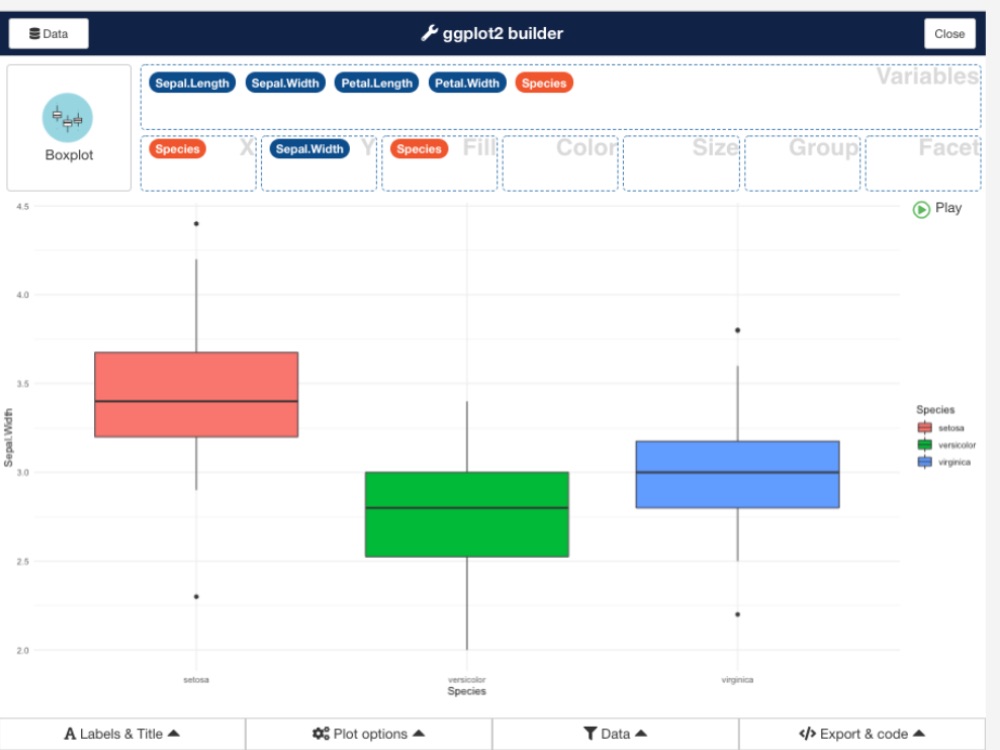 Data
ggplot2 builder
Close
Sepal.Length Sepal.Width Petal.Length Petal.Width Species
Variables
Boxplot
Species X
Sepal.Width Y
Species Fill
Color
Size
Group
Facet
Play
4.5
4.0
3.5
3.0
2.5
2.0
Sepal.Width
setosa
versicolor
virginica
Species
Species
setosa
versicolor
virginica
Labels & Title
Plot options
Data
Export & code